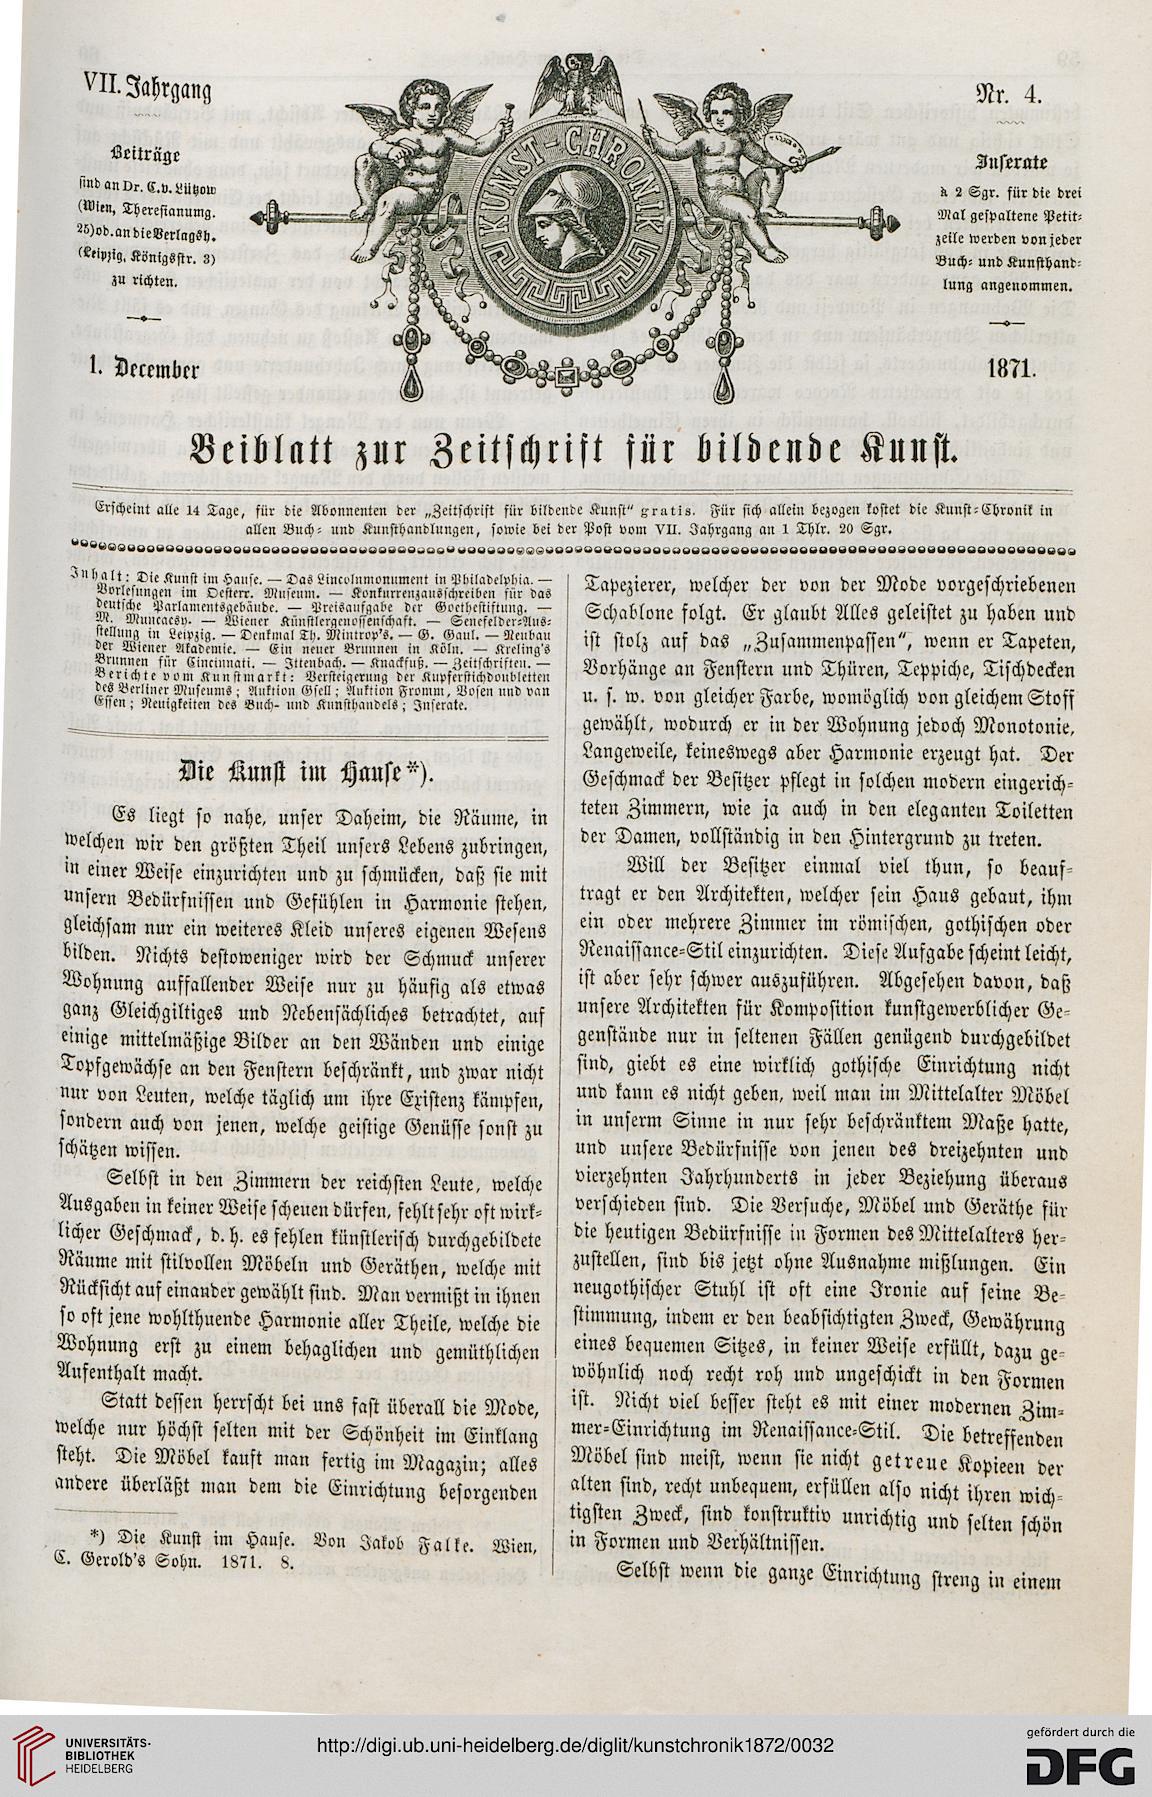 VII. Jahrgang
Nr. 4.
Beiträge
sind an Dr. C. v. Lützow
(Wien, Theresianumg.
25) od. an die Verlagsh.
(Leipzig, Königsstr. 3)
zu richten.
1. December
KUNST-CHRONIK
Inserate
à 2 Sgr. für die drei
Mal gespaltene Petit-
zeile werden von jeder
Buch- und Kunsthand-
lung angenommen.
1871.
Beiblatt zur Zeitschrift für bildende Kunst.
Erscheint alle 14 Tage, für die Abonnenten der „Zeitschrift für bildende Kunst“ gratis. Für sich allein bezogen kostet die Kunst-Chronik in
allen Buch- und Kunsthandlungen, sowie bei der Post vom VII. Jahrgang an 1 Thlr. 20 Sgr.
Inhalt: Die Kunst im Hause. — Das Lincolnmonument in Philadelphia. —
Vorlesungen im Oesterr. Museum. — Konkurrenzausschreiben für das
deutsche Parlamentsgebäude. — Preisaufgabe der Goethestiftung. —
M. Muncacsy. — Wiener Künstlergenossenschaft. — Senefelder-Aus-
stellung in Leipzig. — Denkmal Th. Mintrop's. — G. Gaul. — Neubau
der Wiener Akademie. — Ein neuer Brunnen in Köln. — Kreling's
Brunnen für Cincinnati. — Ittenbach. — Knackfuß. — Zeitschriften. —
Berichte vom Kunstmarkt: Versteigerung der Kupferstichdoubletten
des Berliner Museums; Auktion Gsell; Auktion Fromm, Vosen und van
Essen; Neuigkeiten des Buch- und Kunsthandels; Inserate.
Die Kunst im Hause*).
Es liegt so nahe, unser Daheim, die Räume, in
welchen wir den größten Theil unsers Lebens zubringen,
in einer Weise einzurichten und zu schmücken, daß sie mit
unsern Bedürfnissen und Gefühlen in Harmonie stehen,
gleichsam nur ein weiteres Kleid unseres eigenen Wesens
bilden. Nichts destoweniger wird der Schmuck unserer
Wohnung auffallender Weise nur zu häufig als etwas
ganz Gleichgiltiges und Nebensächliches betrachtet, auf
einige mittelmäßige Bilder an den Wänden und einige
Topfgewächse an den Fenstern beschränkt, und zwar nicht
nur von Leuten, welche täglich um ihre Existenz kämpfen,
sondern auch von jenen, welche geistige Genüsse sonst zu
schätzen wissen.
Selbst in den Zimmern der reichsten Leute, welche
Ausgaben in keiner Weise scheuen dürfen, fehlt sehr oft wirk-
licher Geschmack, d. h. es fehlen künstlerisch durchgebildete
Räume mit stilvollen Möbeln und Geräthen, welche mit
Rücksicht auf einander gewählt sind. Man vermißt in ihnen
so oft jene wohlthuende Harmonie aller Theile, welche die
Wohnung erst zu einem behaglichen und gemüthlichen
Aufenthalt macht.
Statt dessen herrscht bei uns fast überall die Mode,
welche nur höchst selten mit der Schönheit im Einklang
steht. Die Möbel kauft man fertig im Magazin; alles
andere überläßt man dem die Einrichtung besorgenden
*) Die Kunst im Hause. Von Jakob Falke. Wien,
C. Gerold's Sohn. 1871. 8.
Tapezierer, welcher der von der Mode vorgeschriebenen
Schablone folgt. Er glaubt Alles geleistet zu haben und
ist stolz auf das „Zusammenpassen“, wenn er Tapeten,
Vorhänge an Fenstern und Thüren, Teppiche, Tischdecken
u. s. w. von gleicher Farbe, womöglich von gleichem Stoff
gewählt, wodurch er in der Wohnung jedoch Monotonie,
Langeweile, keineswegs aber Harmonie erzeugt hat. Der
Geschmack der Besitzer pflegt in solchen modern eingerich-
teten Zimmern, wie ja auch in den eleganten Toiletten
der Damen, vollständig in den Hintergrund zu treten.
Will der Besitzer einmal viel thun, so beauf-
tragt er den Architekten, welcher sein Haus gebaut, ihm
ein oder mehrere Zimmer im römischen, gothischen oder
Renaissance-Stil einzurichten. Diese Aufgabe scheint leicht,
ist aber sehr schwer auszuführen. Abgesehen davon, daß
unsere Architekten für Komposition kunstgewerblicher Ge-
genstände nur in seltenen Fällen genügend durchgebildet
sind, giebt es eine wirklich gothische Einrichtung nicht
und kann es nicht geben, weil man im Mittelalter Möbel
in unserm Sinne in nur sehr beschränktem Maße hatte,
und unsere Bedürfnisse von jenen des dreizehnten und
vierzehnten Jahrhunderts in jeder Beziehung überaus
verschieden sind. Die Versuche, Möbel und Geräthe für
die heutigen Bedürfnisse in Formen des Mittelalters her-
zustellen, sind bis jetzt ohne Ausnahme mißlungen. Ein
neugothischer Stuhl ist oft eine Ironie auf seine Be-
stimmung, indem er den beabsichtigten Zweck, Gewährung
eines bequemen Sitzes, in keiner Weise erfüllt, dazu ge-
wöhnlich noch recht roh und ungeschickt in den Formen
ist. Nicht viel besser steht es mit einer modernen Zim-
mer-Einrichtung im Renaissance-Stil. Die betreffenden
Möbel sind meist, wenn sie nicht getreue Kopieen der
alten sind, recht unbequem, erfüllen also nicht ihren wich-
tigsten Zweck, sind konstruktiv unrichtig und selten schön
in Formen und Verhältnissen.
Selbst wenn die ganze Einrichtung streng in einem
UNIVERSITÄTS-
BIBLIOTHEK
HEIDELBERG
http://digi.ub.uni-heidelberg.de/diglit/kunstchronik1872/0032
gefördert durch die
DFG